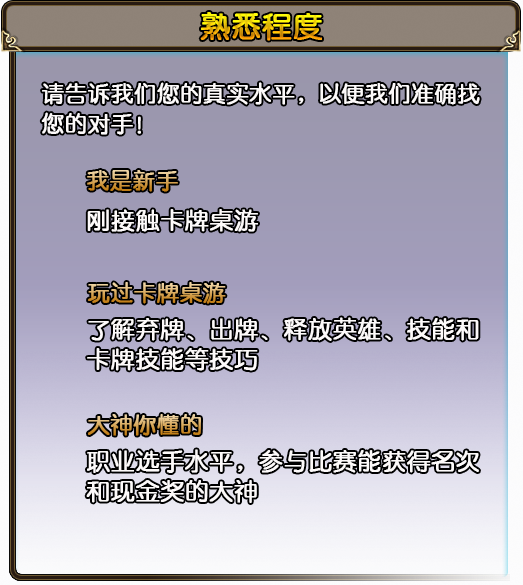 熟悉程度
请告诉我们您的真实水平，以便我们准确找
您的对手！
我是新手
刚接触卡牌桌游
玩过卡牌桌游
了解弃牌、出牌、释放英雄、技能和
卡牌技能等技巧
大神你懂的
职业选手水平，参与比赛能获得名次
和现金奖的大神